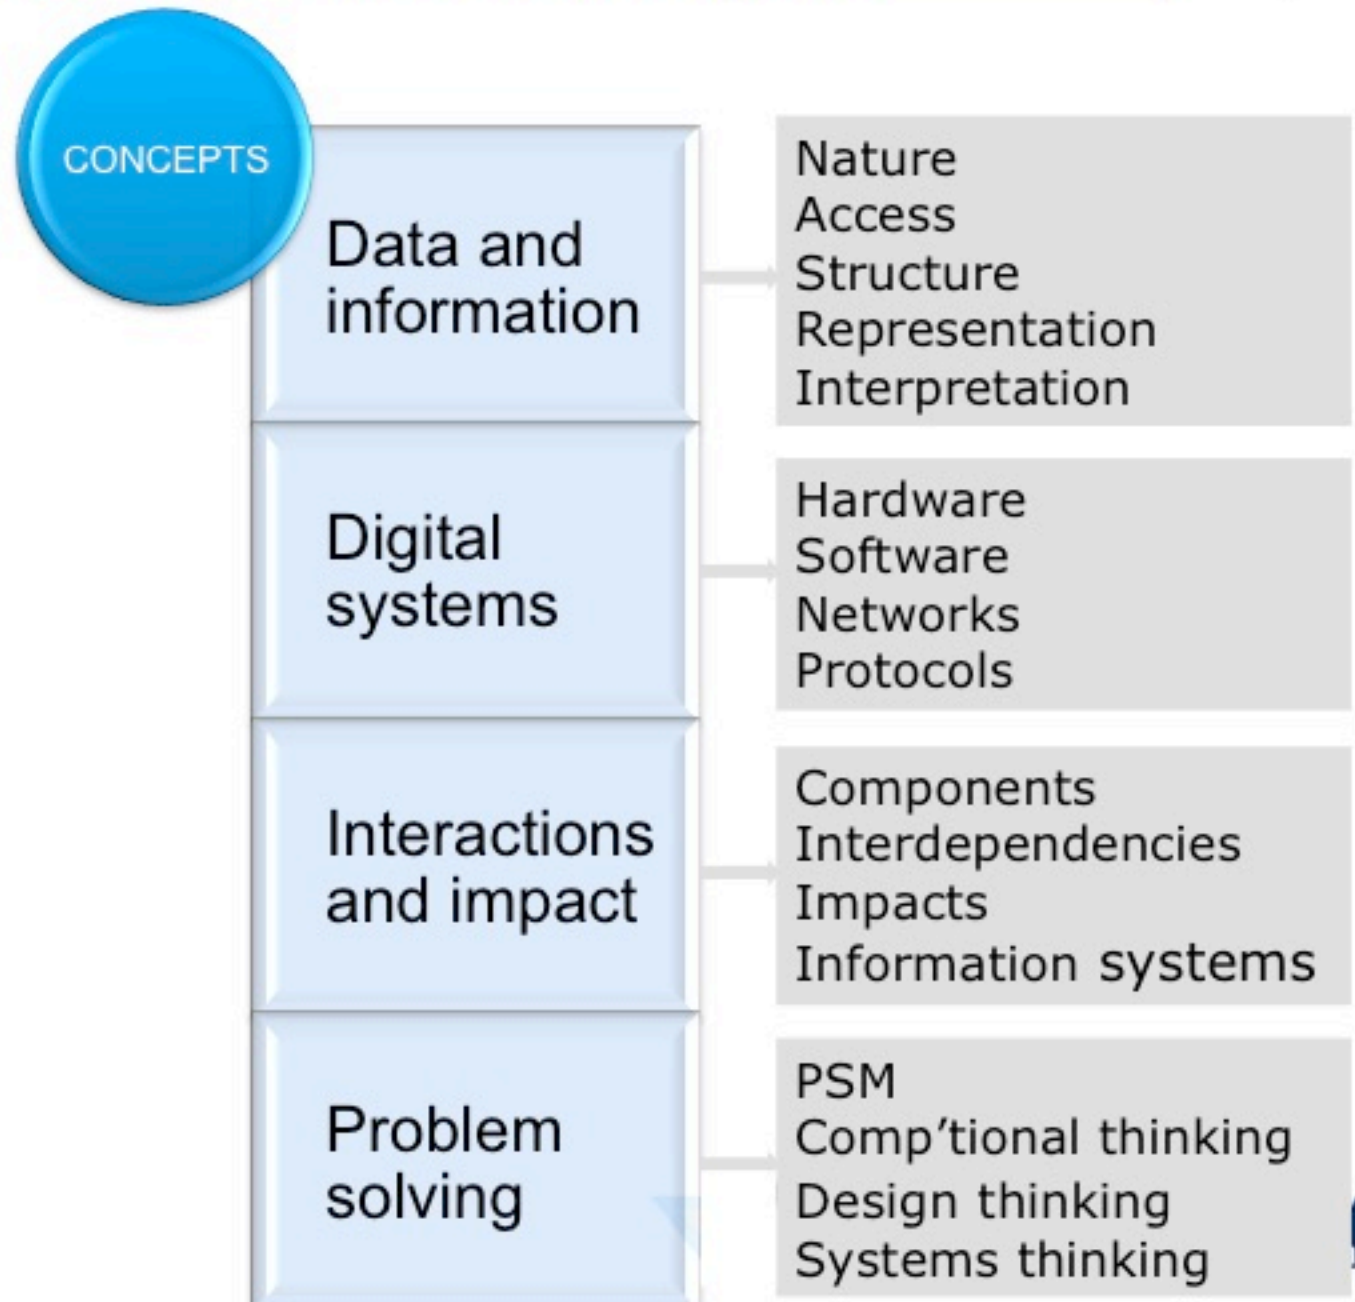 CONCEPTS
Data and
information
Nature
Access
Structure
Representation
Interpretation
Digital
systems
Hardware
Software
Networks
Protocols
Interactions
and impact
Components
Interdependencies
Impacts
Information systems
Problem
solving
PSM
Comp'tional thinking
Design thinking
Systems thinking